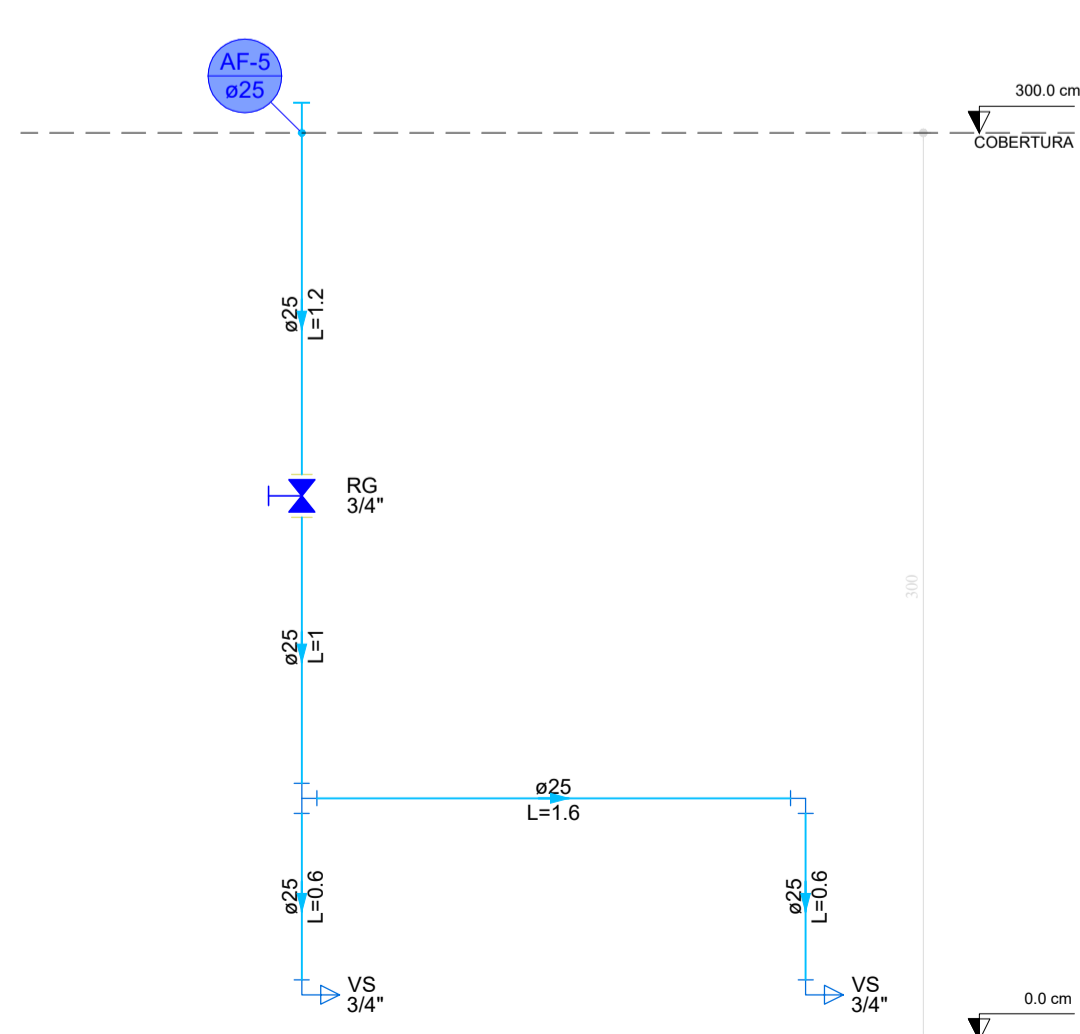 AF-5
ø25
300.0 cm
COBERTURA
ø25
L=1.2
RG
3/4"
300
ø25
L=1
ø25
L=1.6
ø25
L=0.6
ø25
L=0.6
VS
3/4"
VS
3/4"
0.0 cm